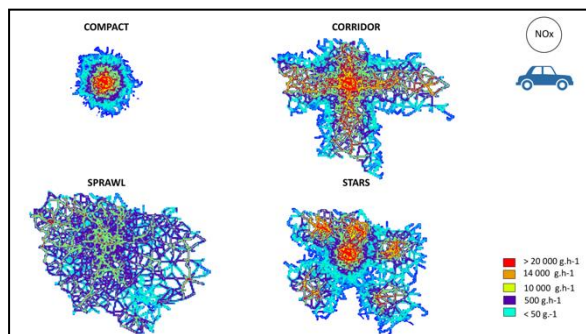 COMPACT
CORRIDOR
NOx
SPRAWL
STARS
> 20 000 g.h-1
14 000 g.h-1
10 000 g.h-1
500 g.h-1
< 50 g.-1